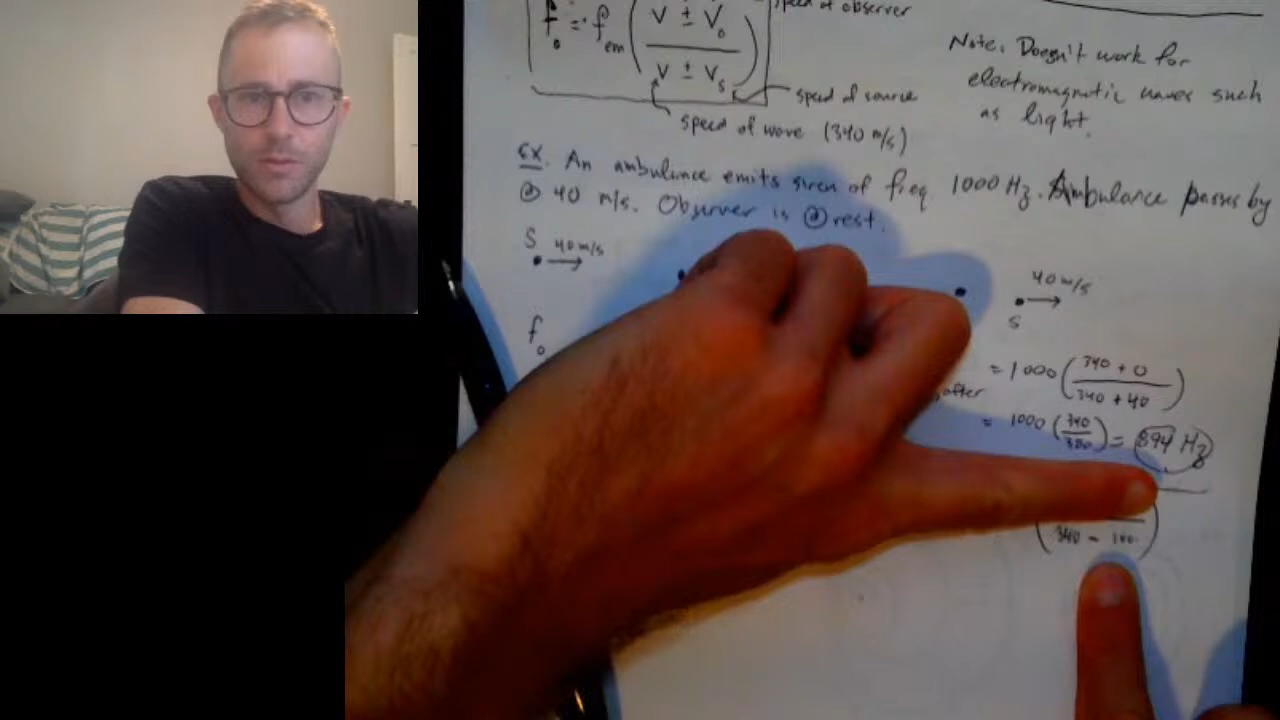 speed of observer
f₀ = f_em (V ± V₀ / V ± V_s)
speed of source
speed of wave (340 m/s)
Note. Doesn't work for
electromagnetic waves such
as light.
EX. An ambulance emits siren of freq 1000 Hz. Ambulance passes by
@ 40 m/s. Observer is @ rest.
S 40 m/s
40 m/s
S
f₀
after = 1000 (340 + 0 / 340 + 40)
= 1000 (340 / 380) = 894 Hz
340 - 100